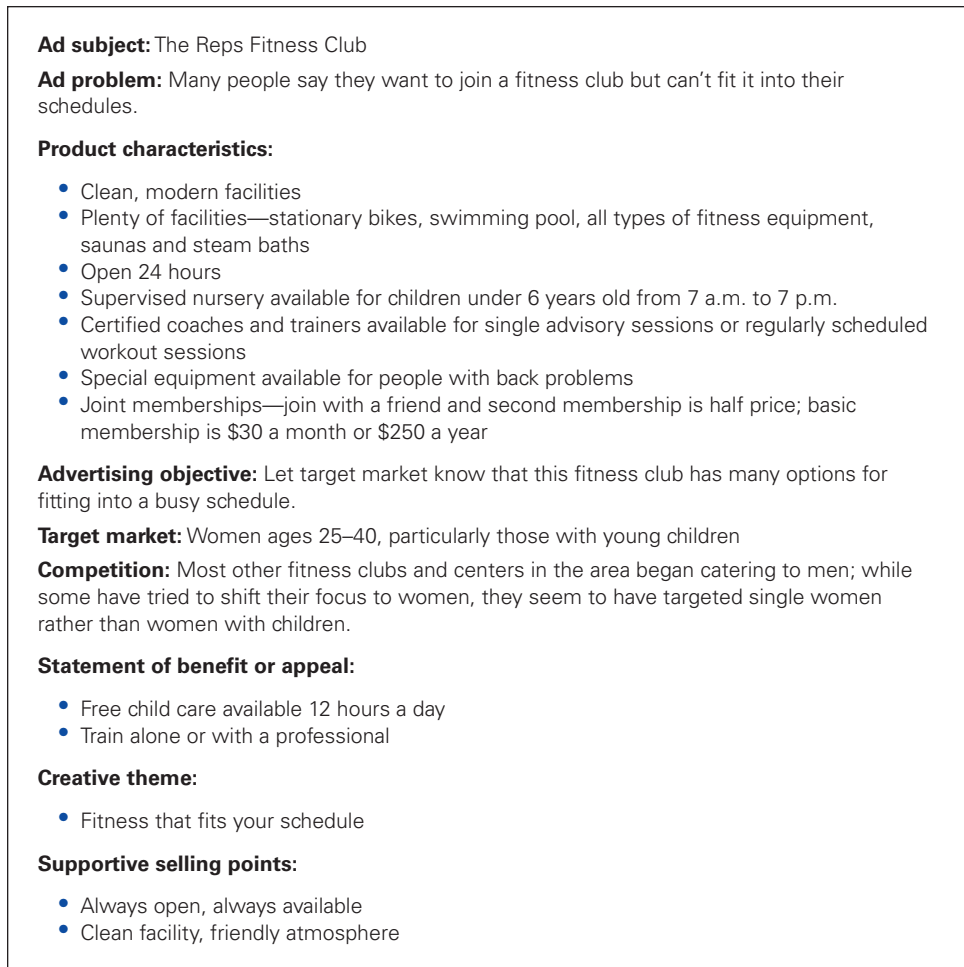 Ad subject: The Reps Fitness Club
Ad problem: Many people say they want to join a fitness club but can’t fit it into their
schedules.
Product characteristics:
• Clean, modern facilities
• Plenty of facilities—stationary bikes, swimming pool, all types of fitness equipment,
saunas and steam baths
• Open 24 hours
• Supervised nursery available for children under 6 years old from 7 a.m. to 7 p.m.
• Certified coaches and trainers available for single advisory sessions or regularly scheduled
workout sessions
• Special equipment available for people with back problems
• Joint memberships—join with a friend and second membership is half price; basic
membership is $30 a month or $250 a year
Advertising objective: Let target market know that this fitness club has many options for
fitting into a busy schedule.
Target market: Women ages 25–40, particularly those with young children
Competition: Most other fitness clubs and centers in the area began catering to men; while
some have tried to shift their focus to women, they seem to have targeted single women
rather than women with children.
Statement of benefit or appeal:
• Free child care available 12 hours a day
• Train alone or with a professional
Creative theme:
• Fitness that fits your schedule
Supportive selling points:
• Always open, always available
• Clean facility, friendly atmosphere